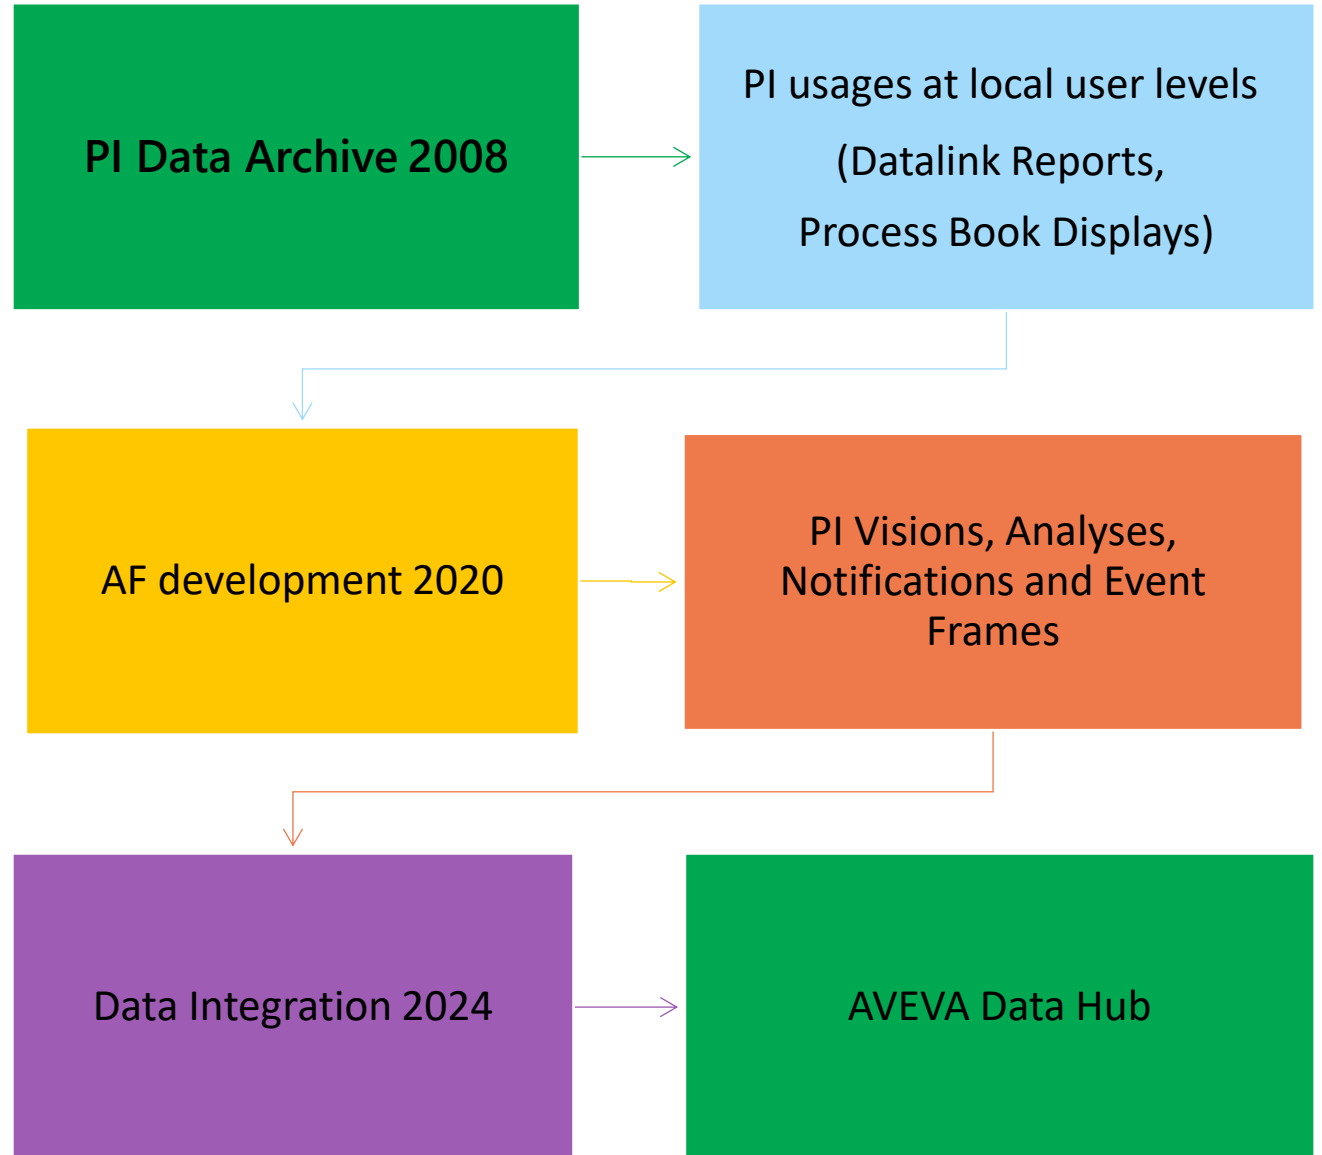 PI Data Archive 2008
PI usages at local user levels
(Datalink Reports,
Process Book Displays)
AF development 2020
PI Visions, Analyses,
Notifications and Event
Frames
Data Integration 2024
AVEVA Data Hub